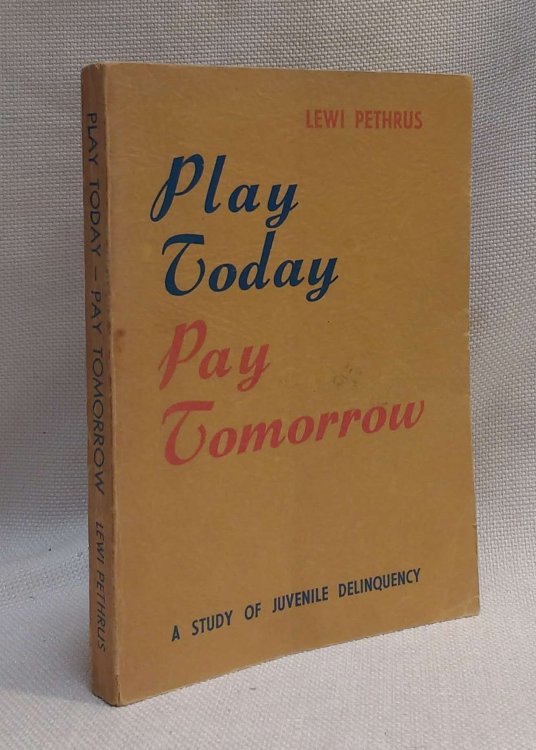 PLAY TODAY – PAY TOMORROW LEWI PETHRUS
LEWI PETHRUS
Play
Today
Pay
Tomorrow
A STUDY OF JUVENILE DELINQUENCY